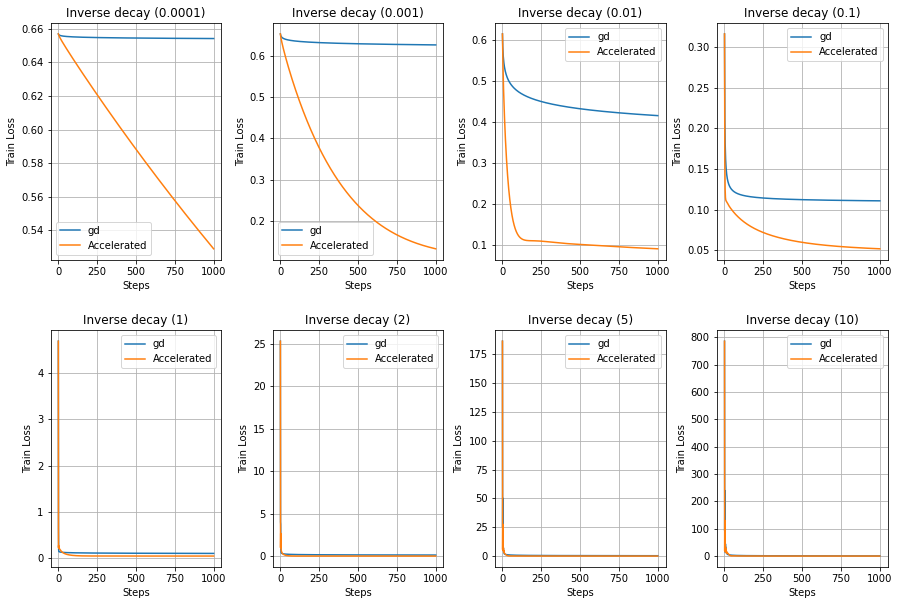 Inverse decay (0.0001)
Train Loss
0.66
0.64
0.62
0.60
0.58
0.56
0.54
gd
Accelerated
0 250 500 750 1000
Steps
Inverse decay (0.001)
Train Loss
0.6
0.5
0.4
0.3
0.2
gd
Accelerated
0 250 500 750 1000
Steps
Inverse decay (0.01)
Train Loss
0.6
0.5
0.4
0.3
0.2
0.1
gd
Accelerated
0 250 500 750 1000
Steps
Inverse decay (0.1)
Train Loss
0.30
0.25
0.20
0.15
0.10
0.05
gd
Accelerated
0 250 500 750 1000
Steps
Inverse decay (1)
Train Loss
4
3
2
1
0
gd
Accelerated
0 250 500 750 1000
Steps
Inverse decay (2)
Train Loss
25
20
15
10
5
0
gd
Accelerated
0 250 500 750 1000
Steps
Inverse decay (5)
Train Loss
175
150
125
100
75
50
25
0
gd
Accelerated
0 250 500 750 1000
Steps
Inverse decay (10)
Train Loss
800
700
600
500
400
300
200
100
0
gd
Accelerated
0 250 500 750 1000
Steps